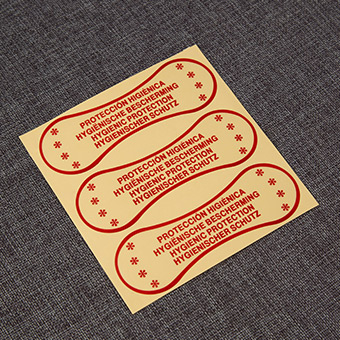 PROTECCIÓN HIGIÉNICA
HYGIËNISCHE BESCHERMING
HYGIENIC PROTECTION
HYGIENISCHER SCHUTZ
PROTECCIÓN HIGIÉNICA
HYGIËNISCHE BESCHERMING
HYGIENIC PROTECTION
HYGIENISCHER SCHUTZ
PROTECCIÓN HIGIÉNICA
HYGIËNISCHE BESCHERMING
HYGIENIC PROTECTION
HYGIENISCHER SCHUTZ